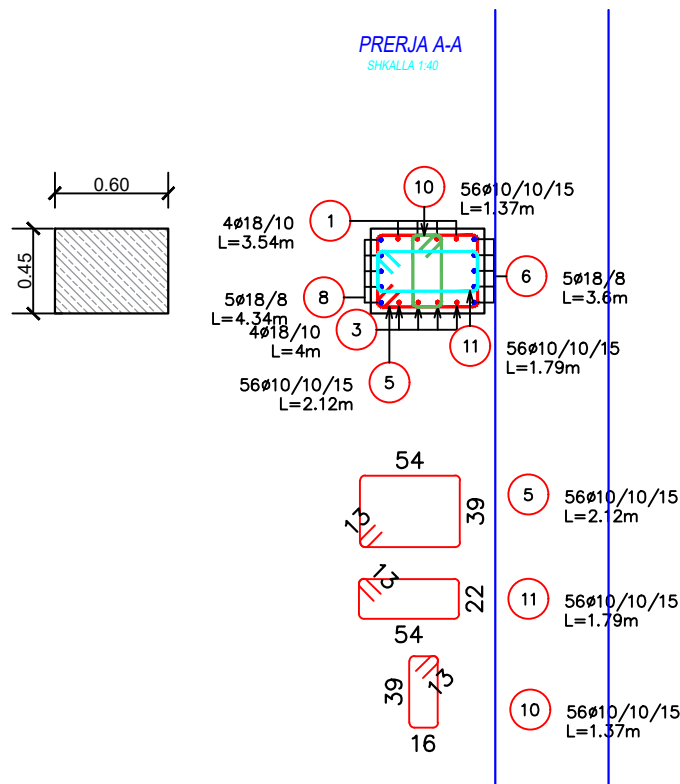 PRERJA A-A
SHKALLA 1:40
0.60
0.45
10
56ø10/10/15
L=1.37m
4ø18/10
L=3.54m
1
6
5ø18/8
L=3.6m
5ø18/8
L=4.34m
8
4ø18/10
L=4m
3
11
56ø10/10/15
L=1.79m
56ø10/10/15
L=2.12m
5
54
39
13
5
56ø10/10/15
L=2.12m
13
22
54
11
56ø10/10/15
L=1.79m
39
13
16
10
56ø10/10/15
L=1.37m